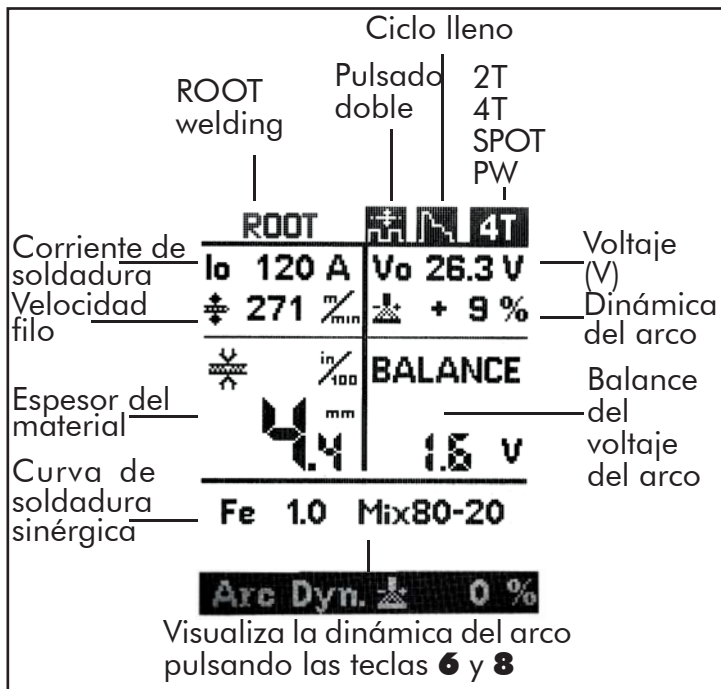 Ciclo lleno
Pulsado
doble
2T
4T
SPOT
PW
ROOT
welding
ROOT
4T
Corriente de
soldadura
Io 120 A
Vo 26.3 V
Voltaje
(V)
Velocidad
filo
271 m/min
+ 9 %
Dinámica
del arco
in/100
BALANCE
Espesor del
material
mm
4.4
1.6 V
Balance
del
voltaje
del arco
Curva de
soldadura
sinérgica
Fe 1.0 Mix80-20
Arc Dyn. 0 %
Visualiza la dinámica del arco
pulsando las teclas 6 y 8